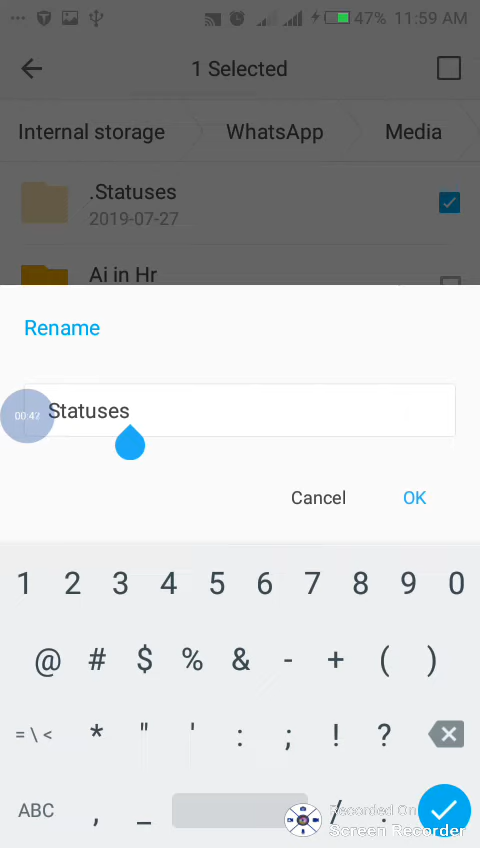 47% 11:59 AM
1 Selected
Internal storage WhatsApp Media
.Statuses
2019-07-27
Ai in Hr
Rename
Statuses
00:42
Cancel OK
1 2 3 4 5 6 7 8 9 0
@ # $ % & - + ( )
= \ < * " ' : ; ! ?
ABC , _ / .
Recorded On
Screen Recorder